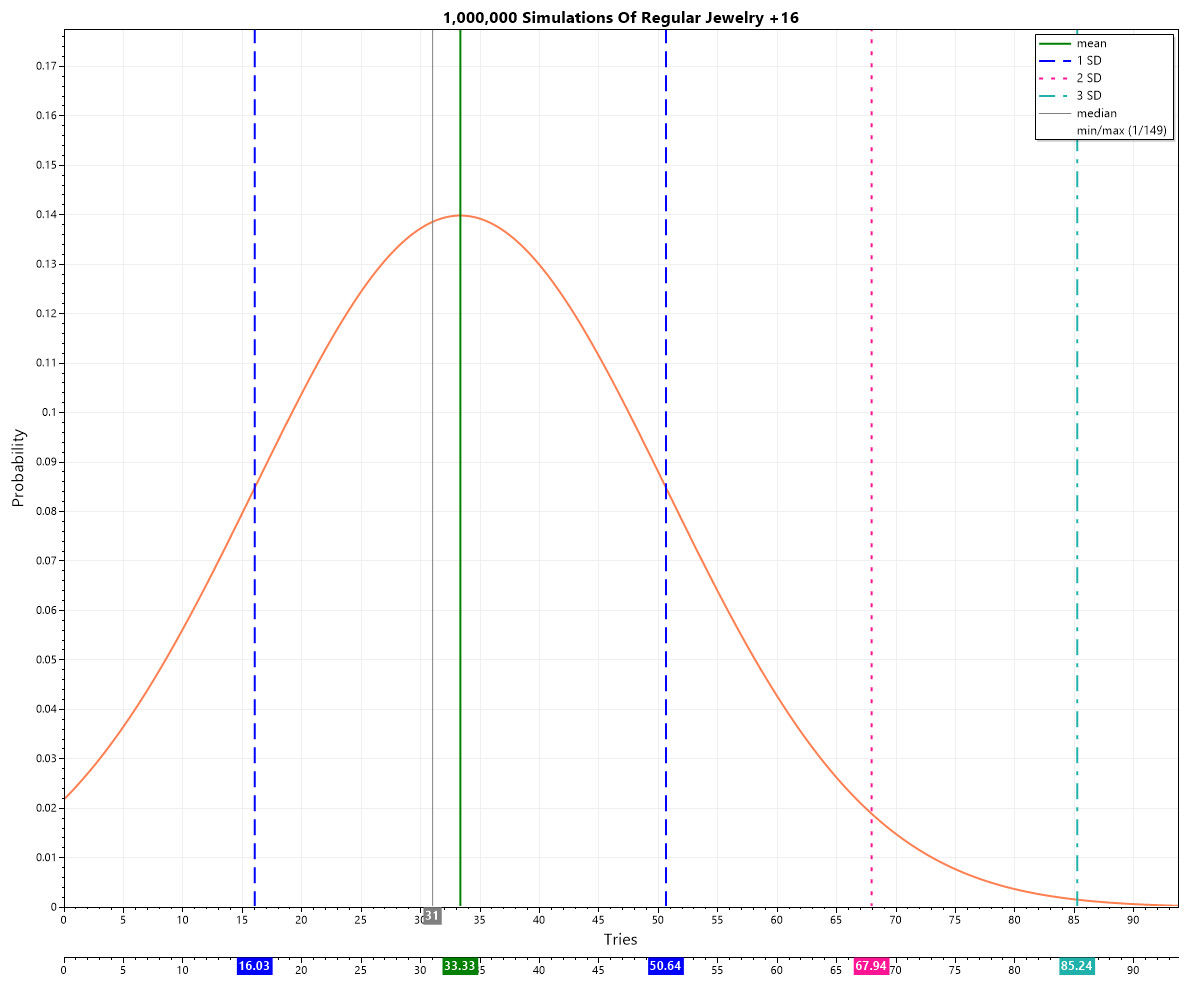 1,000,000 Simulations Of Regular Jewelry +16
mean
1 SD
2 SD
3 SD
median
min/max (1/149)
0.17
0.16
0.15
0.14
0.13
0.12
0.11
0.1
0.09
0.08
0.07
0.06
0.05
0.04
0.03
0.02
0.01
0
Probability
0 5 10 15 20 25 30 31 35 40 45 50 55 60 65 70 75 80 85 90
Tries
0 5 10 16.03 20 25 30 33.33 40 45 50.64 55 60 67.94 70 75 80 85.24 90